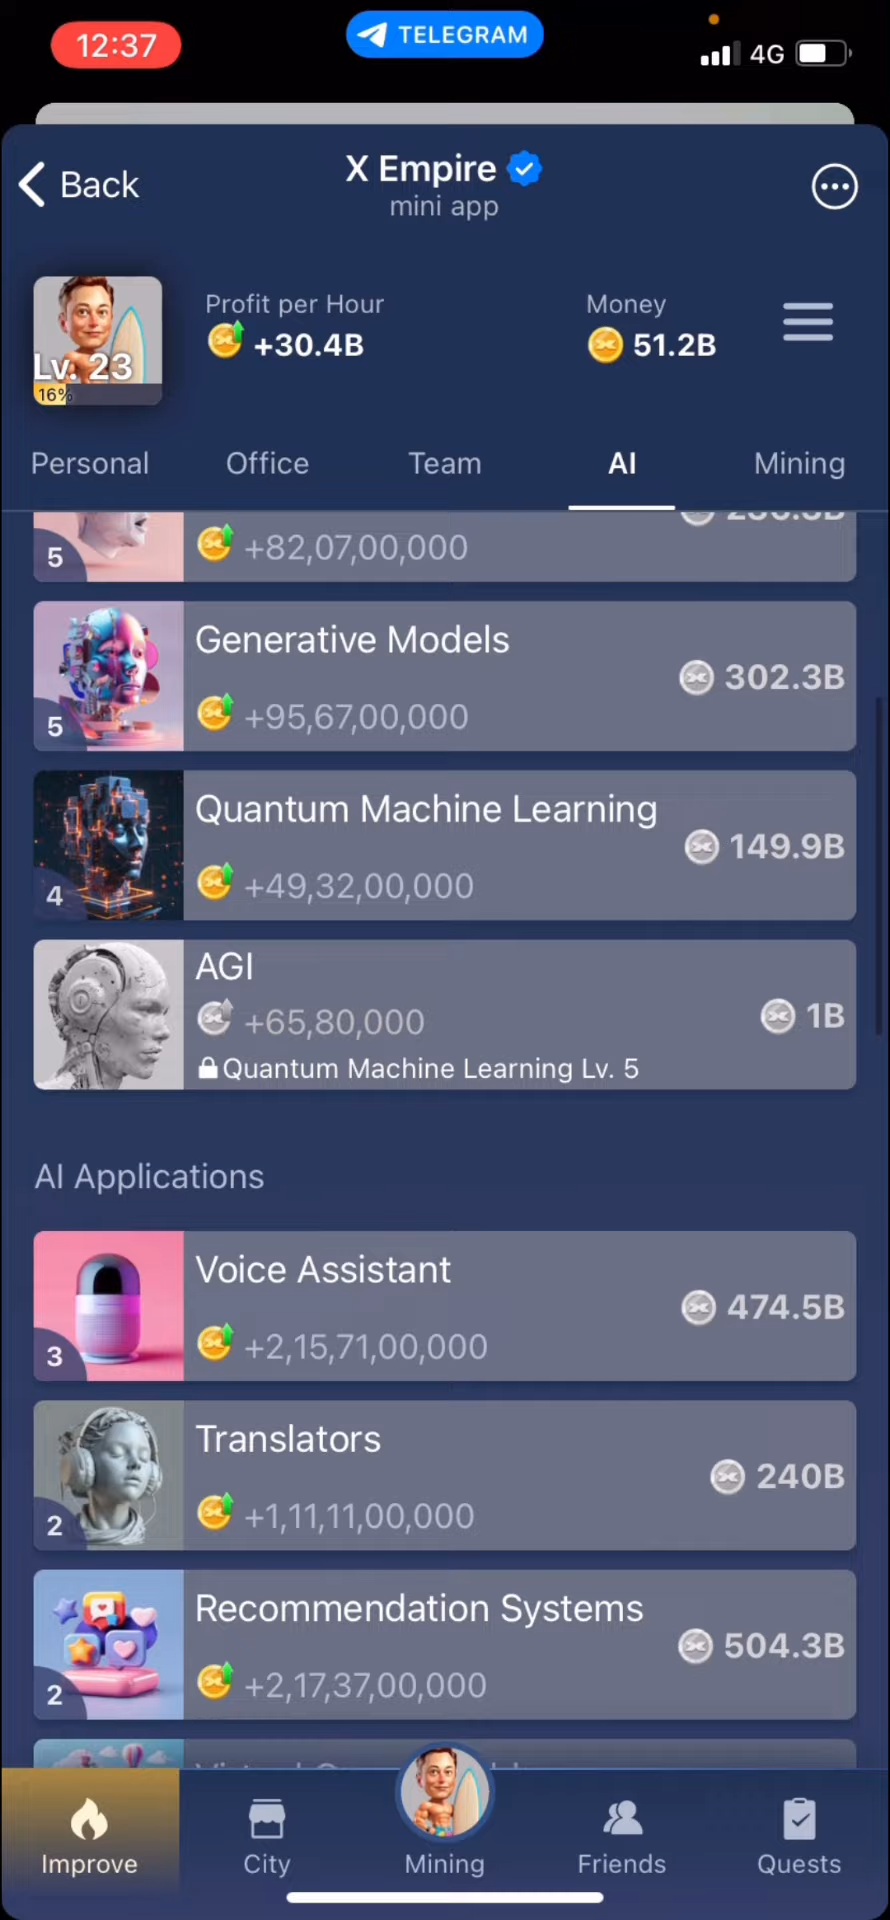 12:37
TELEGRAM
4G
Back
X Empire
mini app
Profit per Hour
+30.4B
Money
51.2B
Lv. 23
16%
Personal
Office
Team
AI
Mining
5
+82,07,00,000
Generative Models
302.3B
5
+95,67,00,000
Quantum Machine Learning
149.9B
4
+49,32,00,000
AGI
+65,80,000
1B
Quantum Machine Learning Lv. 5
AI Applications
Voice Assistant
474.5B
3
+2,15,71,00,000
Translators
240B
2
+1,11,11,00,000
Recommendation Systems
504.3B
2
+2,17,37,00,000
Improve
City
Mining
Friends
Quests